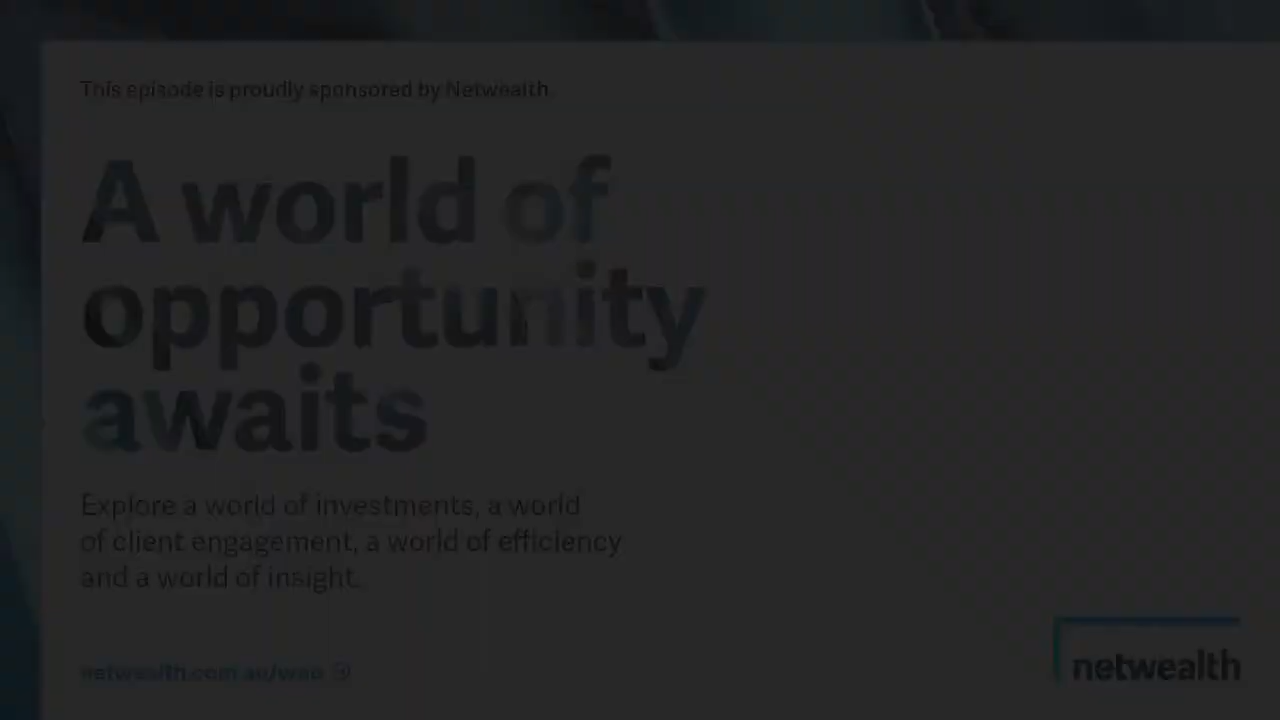 This episode is proudly sponsored by Netwealth
A world of
opportunity
awaits
Explore a world of investments, a world
of client engagement, a world of efficiency
and a world of insight.
netwealth.com.au/wao
netwealth